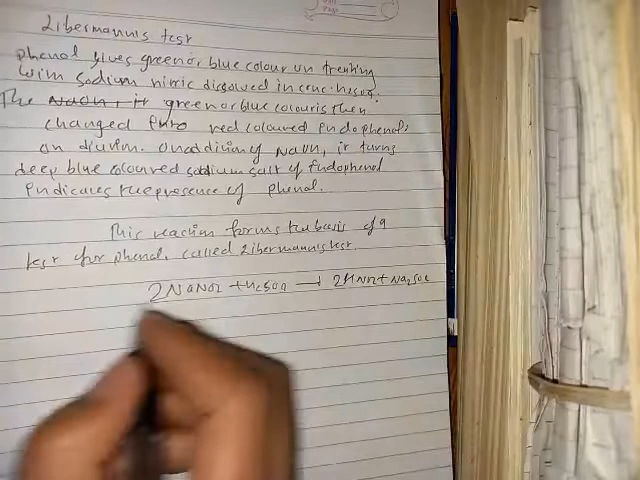 Libermann's test
phenol gives green or blue colour on treating
with sodium nitric dissolved in conc. H2SO4.
The green or blue colour is then
changed into red coloured indophenol,
on dilution. On addition of NaOH, it turns
deep blue coloured sodium salt of indophenol
indicates the presence of phenol.
This reaction forms the basis of a
test for phenol, called Libermann's test.
2NaNO2 + H2SO4 → 2HNO2 + Na2SO4